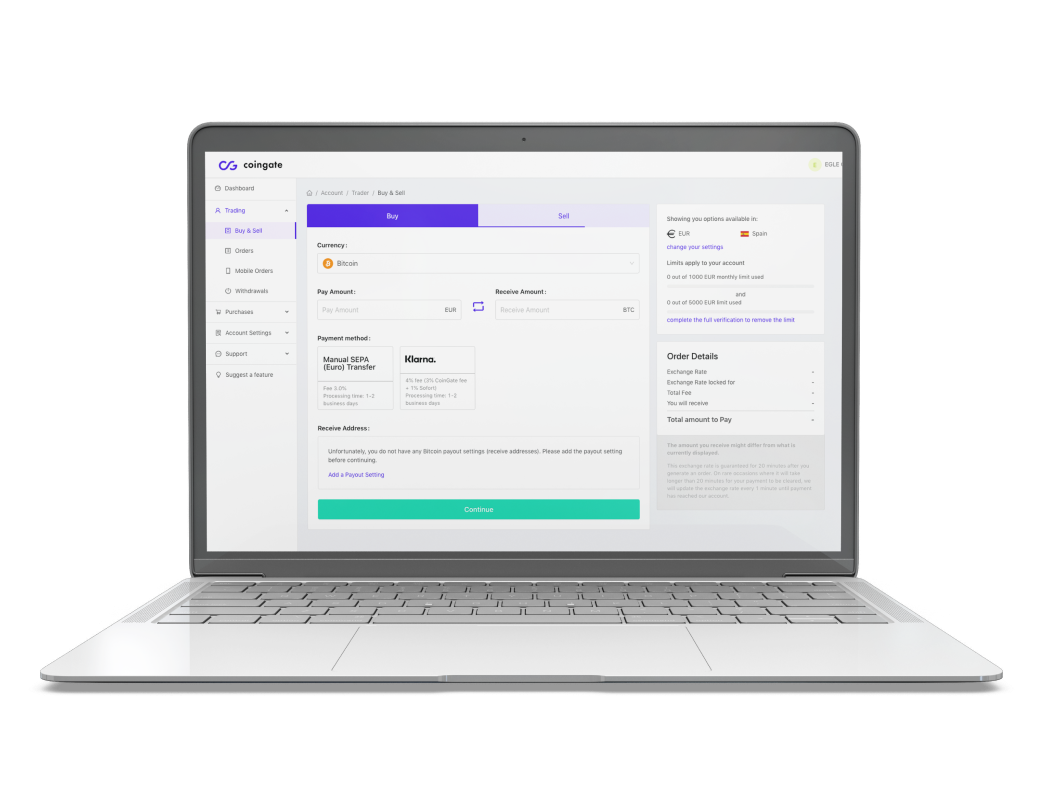 coingate
EGLE
Dashboard
Trading
Buy & Sell
Orders
Mobile Orders
Withdrawals
Purchases
Account Settings
Support
Suggest a feature
/ Account / Trader / Buy & Sell
Buy
Sell
Currency:
Bitcoin
Pay Amount:
Pay Amount
EUR
Receive Amount:
Receive Amount
BTC
Payment method:
Manual SEPA
(Euro) Transfer
Fee 3.0%
Processing time: 1-2
business days
Klarna.
4% fee (3% CoinGate fee
+ 1% Sofort)
Processing time: 1-2
business days
Receive Address:
Unfortunately, you do not have any Bitcoin payout settings (receive addresses). Please add the payout setting
before continuing.
Add a Payout Setting
Continue
Showing you options available in:
EUR
Spain
change your settings
Limits apply to your account
0 out of 1000 EUR monthly limit used
and
0 out of 5000 EUR limit used
complete the full verification to remove the limit
Order Details
Exchange Rate -
Exchange Rate locked for -
Total Fee -
You will receive -
Total amount to Pay -
The amount you receive might differ from what is
currently displayed.
This exchange rate is guaranteed for 20 minutes after you
generate an order. On rare occasions where it will take
longer than 20 minutes for your payment to be cleared, we
will update the exchange rate every 1 minute until payment
has reached our account.